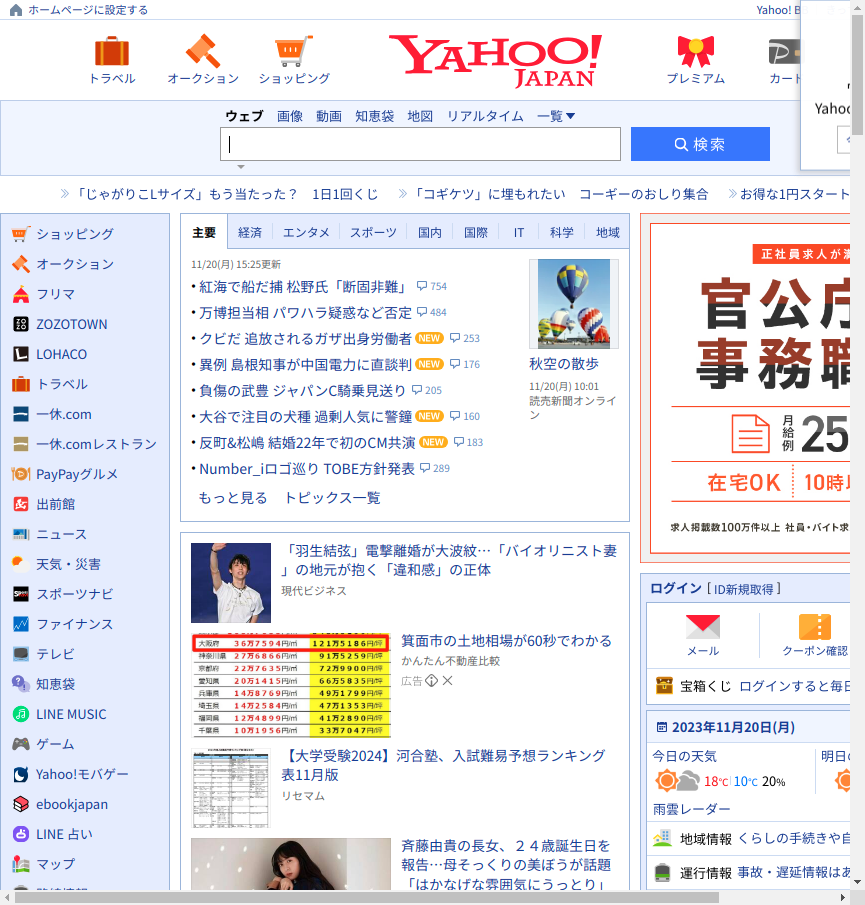 ホームページに設定する
Yahoo! B
トラベル
オークション
ショッピング
YAHOO!
JAPAN
プレミアム
カード
Yahoo
ウェブ 画像 動画 知恵袋 地図 リアルタイム 一覧
検索
「じゃがりこLサイズ」もう当たった？ 1日1回くじ
「コギケツ」に埋もれたい コーギーのおしり集合
お得な1円スタート
ショッピング
オークション
フリマ
ZOZOTOWN
LOHACO
トラベル
一休.com
一休.comレストラン
PayPayグルメ
出前館
ニュース
天気・災害
スポーツナビ
ファイナンス
テレビ
知恵袋
LINE MUSIC
ゲーム
Yahoo!モバゲー
ebookjapan
LINE 占い
マップ
主要 経済 エンタメ スポーツ 国内 国際 IT 科学 地域
11/20(月) 15:25更新
紅海で船だ捕 松野氏「断固非難」 754
万博担当相 パワハラ疑惑など否定 484
クビだ 追放されるガザ出身労働者 NEW 253
異例 島根知事が中国電力に直談判 NEW 176
負傷の武豊 ジャパンC騎乗見送り 205
大谷で注目の犬種 過剰人気に警鐘 NEW 160
反町&松嶋 結婚22年で初のCM共演 NEW 183
Number_iロゴ巡り TOBE方針発表 289
もっと見る トピックス一覧
秋空の散歩
11/20(月) 10:01
読売新聞オンライ
ン
「羽生結弦」電撃離婚が大波紋…「バイオリニスト妻
」の地元が抱く「違和感」の正体
現代ビジネス
大阪府 36万7594円/㎡ 121万5186円/坪
神奈川県 27万6866円/㎡ 91万5259円/坪
京都府 22万7635円/㎡ 72万9900円/坪
愛知県 20万1415円/㎡ 66万5835円/坪
兵庫県 14万8769円/㎡ 49万1799円/坪
埼玉県 14万2584円/㎡ 47万1353円/坪
福岡県 12万4899円/㎡ 41万2890円/坪
千葉県 10万1956円/㎡ 33万7047円/坪
箕面市の土地相場が60秒でわかる
かんたん不動産比較
広告
【大学受験2024】河合塾、入試難易予想ランキング
表11月版
リセマム
斉藤由貴の長女、２４歳誕生日を
報告…母そっくりの美ぼうが話題
「はかなげな雰囲気にうっとり」
正社員求人が満
官公庁
事務職
月給例 25
在宅OK 10時以
求人掲載数100万件以上 社員・バイト求
ログイン [ ID新規取得 ]
メール
クーポン確認
宝箱くじ ログインすると毎日
2023年11月20日(月)
今日の天気
明日の
18℃ 10℃ 20%
雨雲レーダー
地域情報 くらしの手続きや自
運行情報 事故・遅延情報はあ